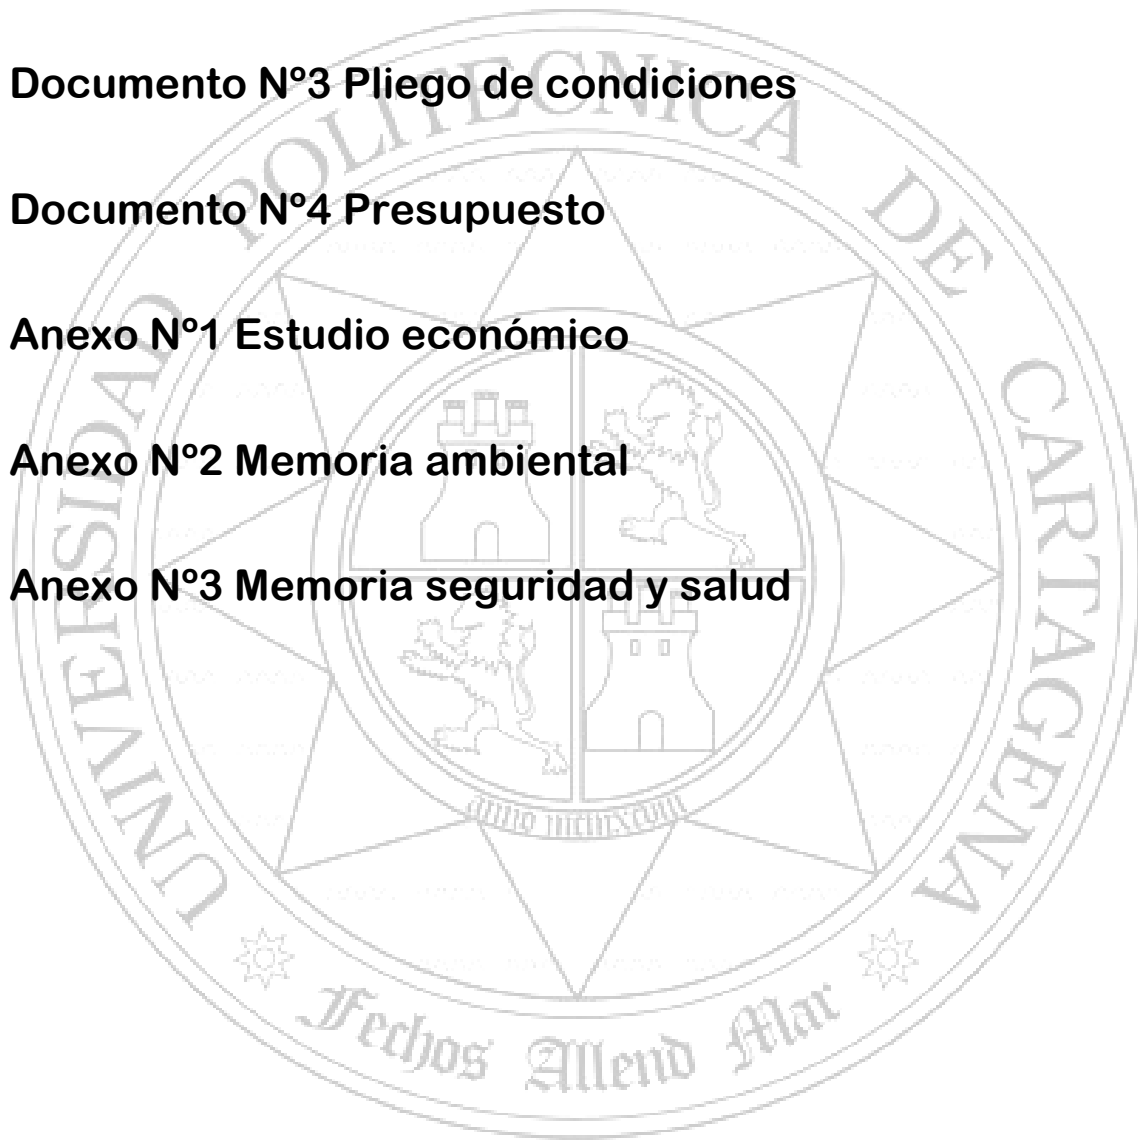 Documento Nº3 Pliego de condiciones
Documento Nº4 Presupuesto
Anexo Nº1 Estudio económico
Anexo Nº2 Memoria ambiental
Anexo Nº3 Memoria seguridad y salud
UNIVERSIDAD POLITECNICA DE CARTAGENA
Fechos Allend Mar